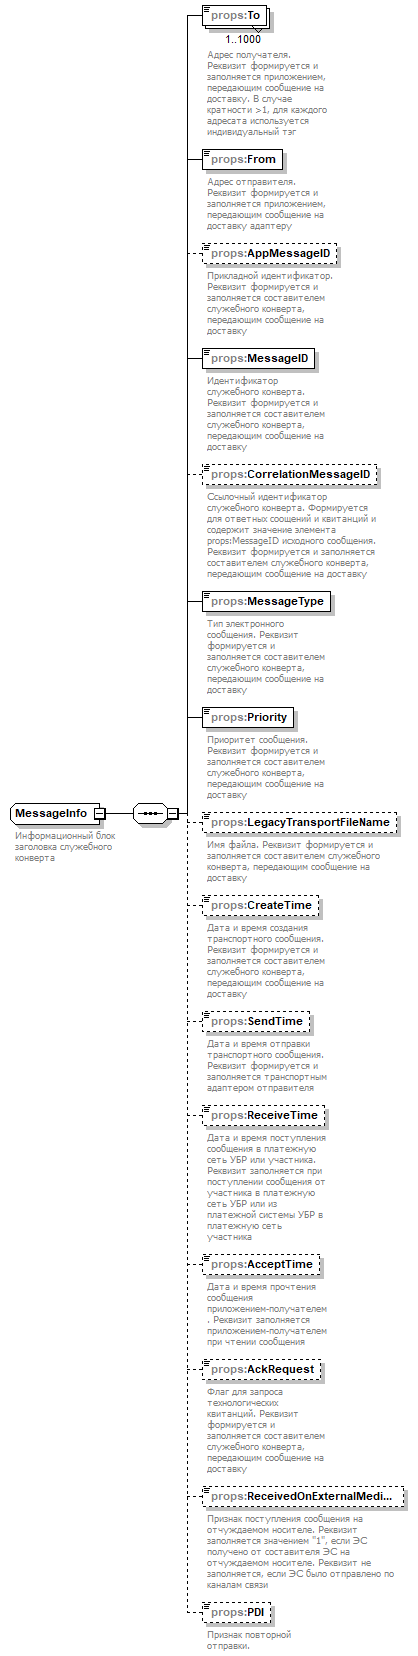 props:To
1..1000
Адрес получателя.
Реквизит формируется и
заполняется приложением,
передающим сообщение на
доставку. В случае
кратности >1, для каждого
адресата используется
индивидуальный тэг
props:From
Адрес отправителя.
Реквизит формируется и
заполняется приложением,
передающим сообщение на
доставку адаптеру
props:AppMessageID
Прикладной идентификатор.
Реквизит формируется и
заполняется составителем
служебного конверта,
передающим сообщение на
доставку
props:MessageID
Идентификатор
служебного конверта.
Реквизит формируется и
заполняется составителем
служебного конверта,
передающим сообщение на
доставку
props:CorrelationMessageID
Ссылочный идентификатор
служебного конверта. Формируется
для ответных соощений и квитанций и
содержит значение элемента
props:MessageID исходного сообщения.
Реквизит формируется и заполняется
составителем служебного конверта,
передающим сообщение на доставку
props:MessageType
Тип электронного
сообщения. Реквизит
формируется и
заполняется составителем
служебного конверта,
передающим сообщение на
доставку
props:Priority
Приоритет сообщения.
Реквизит формируется и
заполняется составителем
служебного конверта,
передающим сообщение на
доставку
MessageInfo
Информационный блок
заголовка служебного
конверта
props:LegacyTransportFileName
Имя файла. Реквизит формируется и
заполняется составителем служебного
конверта, передающим сообщение на
доставку
props:CreateTime
Дата и время создания
транспортного сообщения.
Реквизит формируется и
заполняется составителем
служебного конверта,
передающим сообщение на
доставку
props:SendTime
Дата и время отправки
транспортного сообщения.
Реквизит формируется и
заполняется транспортным
адаптером отправителя
props:ReceiveTime
Дата и время поступления
сообщения в платежную
сеть УБР или участника.
Реквизит заполняется при
поступлении сообщения от
участника в платежную
сеть УБР или из
платежной системы УБР в
платежную сеть
участника
props:AcceptTime
Дата и время прочтения
сообщения
приложением-получателем
. Реквизит заполняется
приложением-получателем
при чтении сообщения
props:AckRequest
Флаг для запроса
технологических
квитанций. Реквизит
формируется и
заполняется составителем
служебного конверта,
передающим сообщение на
доставку
props:ReceivedOnExternalMedi...
Признак поступления сообщения на
отчуждаемом носителе. Реквизит
заполняется значением "1", если ЭС
получено от составителя ЭС на
отчуждаемом носителе. Реквизит не
заполняется, если ЭС было отправлено по
каналам связи
props:PDI
Признак повторной
отправки.